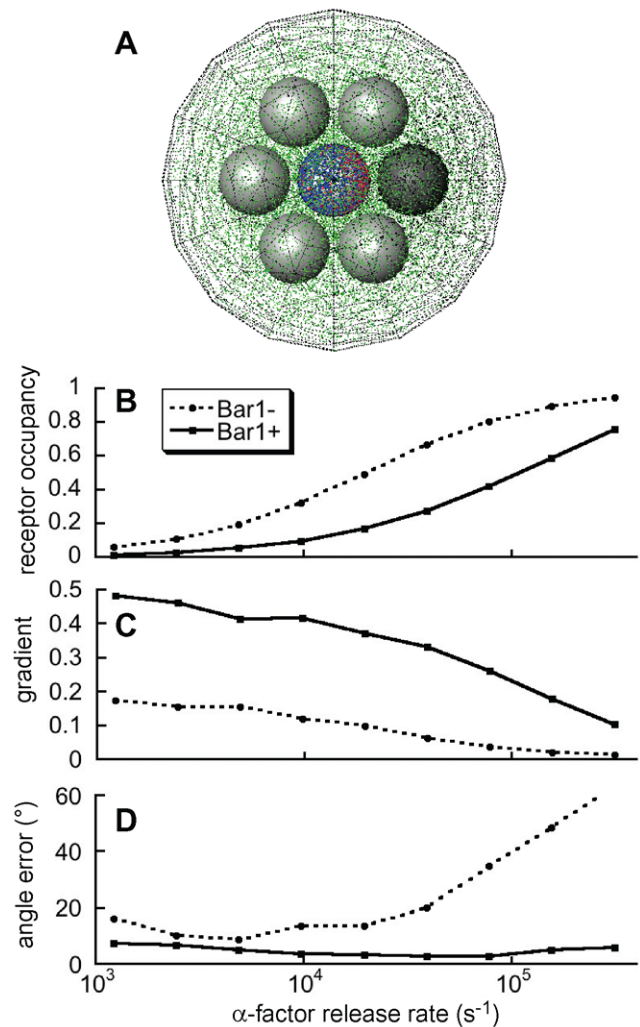 A
B
Bar1-
Bar1+
receptor occupancy
1
0.8
0.6
0.4
0.2
0
C
gradient
0.5
0.4
0.3
0.2
0.1
0
D
angle error (°)
60
40
20
0
10³
10⁴
10⁵
α-factor release rate (s⁻¹)